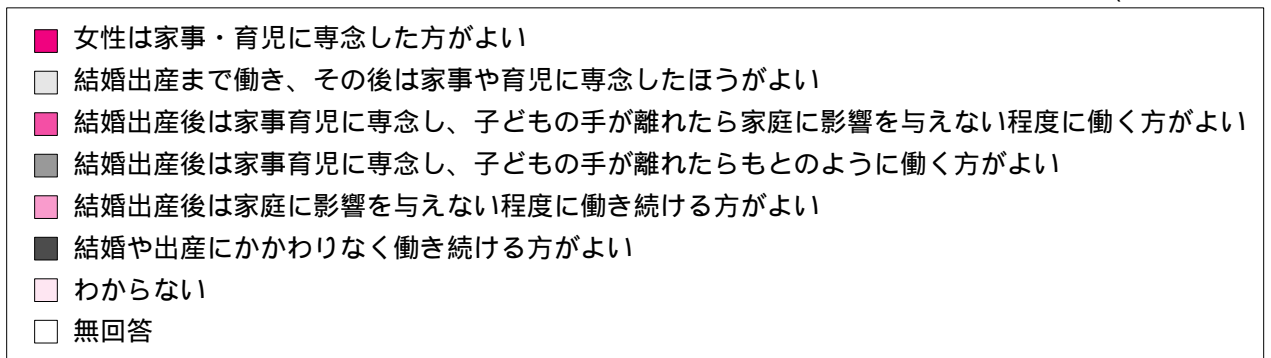 女性は家事・育児に専念した方がよい
結婚出産まで働き、その後は家事や育児に専念したほうがよい
結婚出産後は家事育児に専念し、子どもの手が離れたら家庭に影響を与えない程度に働く方がよい
結婚出産後は家事育児に専念し、子どもの手が離れたらもとのように働く方がよい
結婚出産後は家庭に影響を与えない程度に働き続ける方がよい
結婚や出産にかかわりなく働き続ける方がよい
わからない
無回答